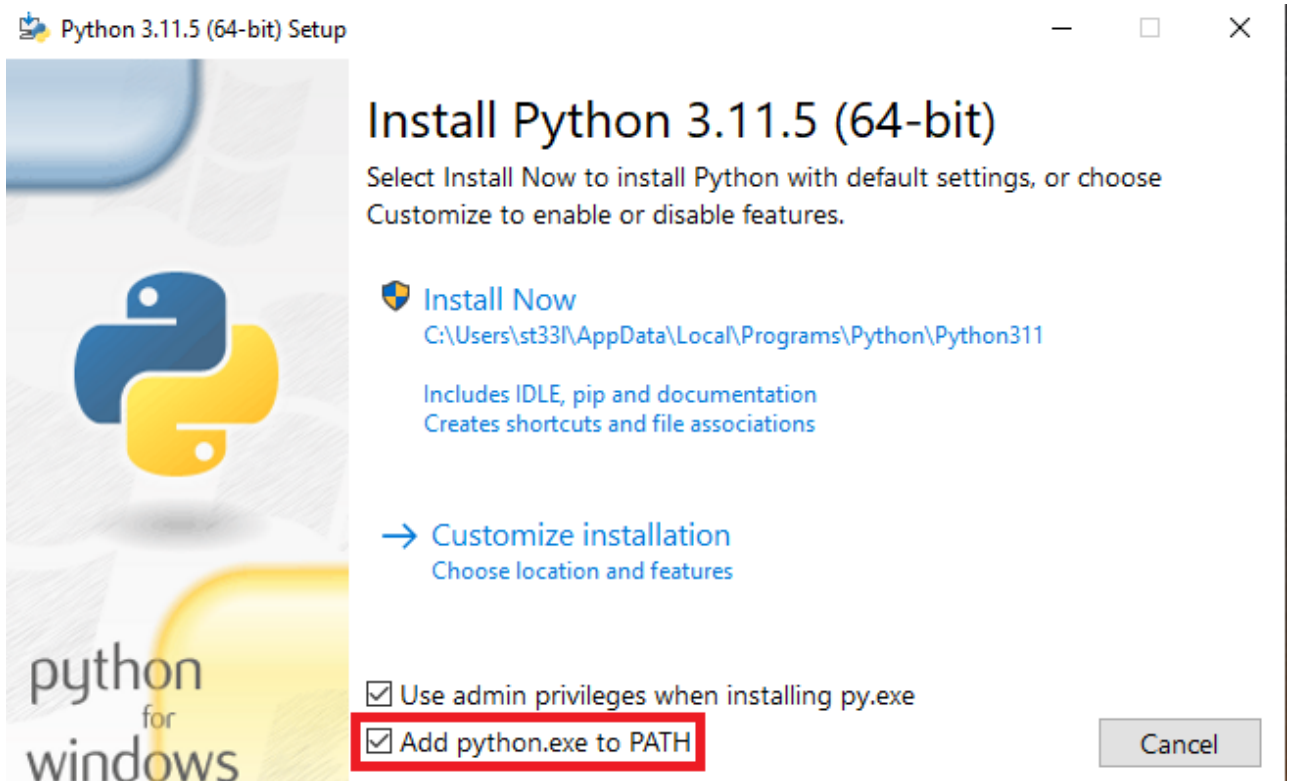 Python 3.11.5 (64-bit) Setup
Install Python 3.11.5 (64-bit)
Select Install Now to install Python with default settings, or choose
Customize to enable or disable features.
Install Now
C:\Users\st33l\AppData\Local\Programs\Python\Python311
Includes IDLE, pip and documentation
Creates shortcuts and file associations
Customize installation
Choose location and features
python
for
windows
Use admin privileges when installing py.exe
Add python.exe to PATH
Cancel